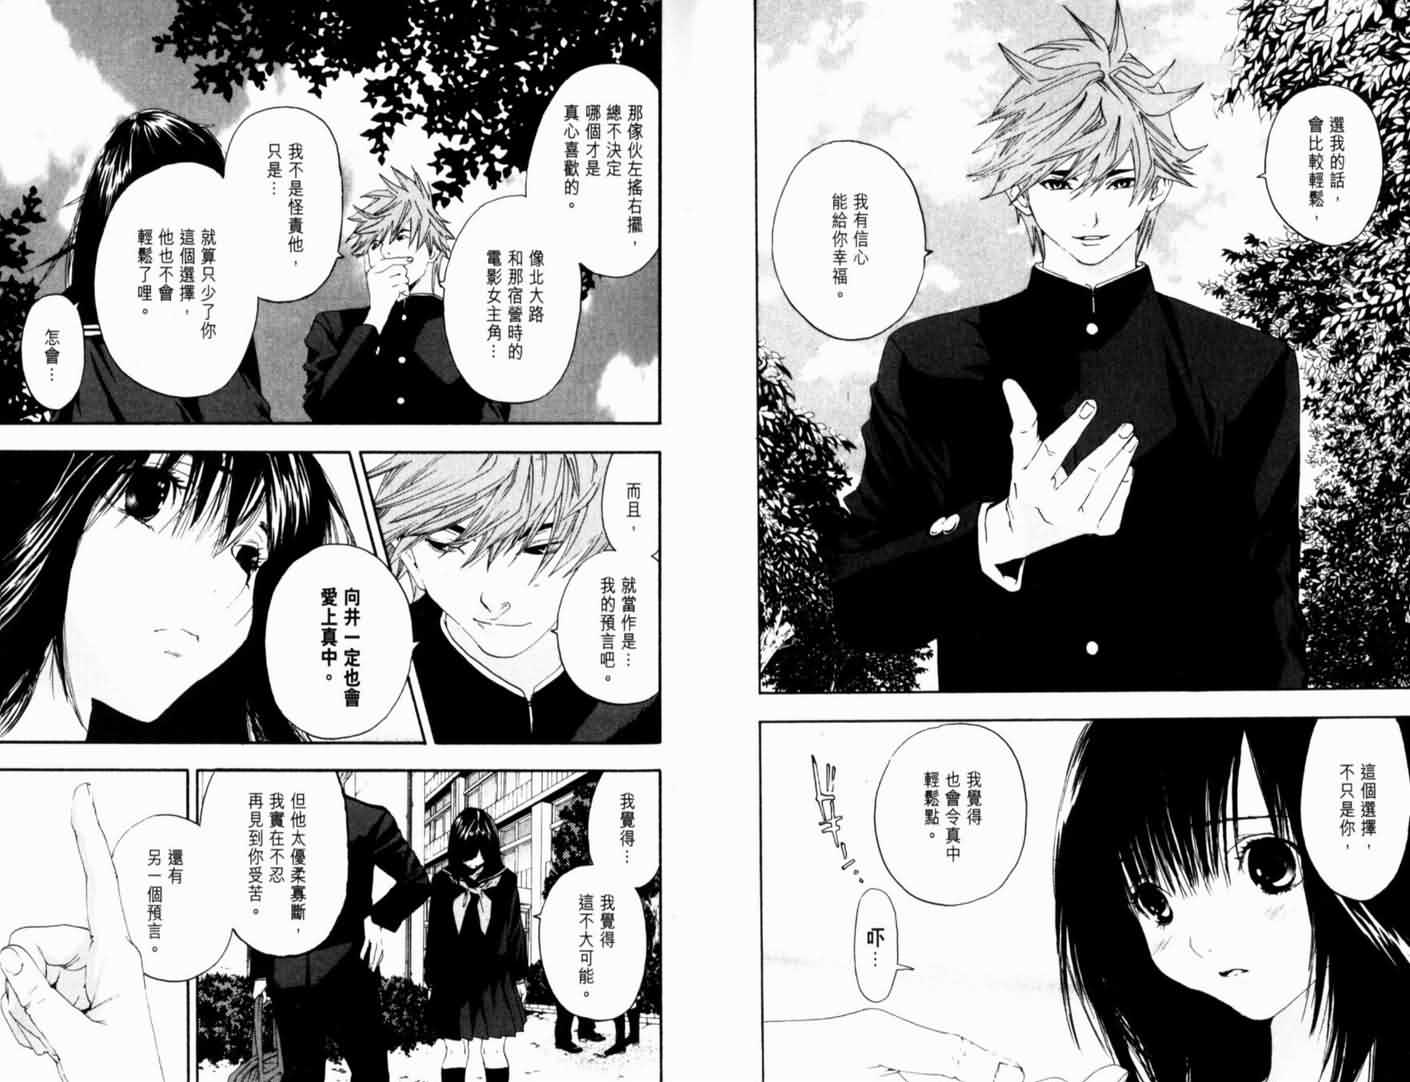 選我的話，
會比較輕鬆，
我有信心
能給你幸福。
這個選擇，
不只是你，
我覺得
也會令真中
輕鬆點。
ドキン…
吓…
那傢伙左搖右擺，
總不決定
哪個才是
真心喜歡的。
像北大路
和那宿營時的
電影女主角…
我不是怪責他，
只是…
就算只少了你
這個選擇，
他也不會
輕鬆了哩。
怎會…
而且，
就當作是…
我的預言吧。
向井一定也會
愛上真中。
我覺得…
我覺得
這不大可能。
但他太優柔寡斷，
我實在不忍
再見到你受苦。
還有
另一個預言。